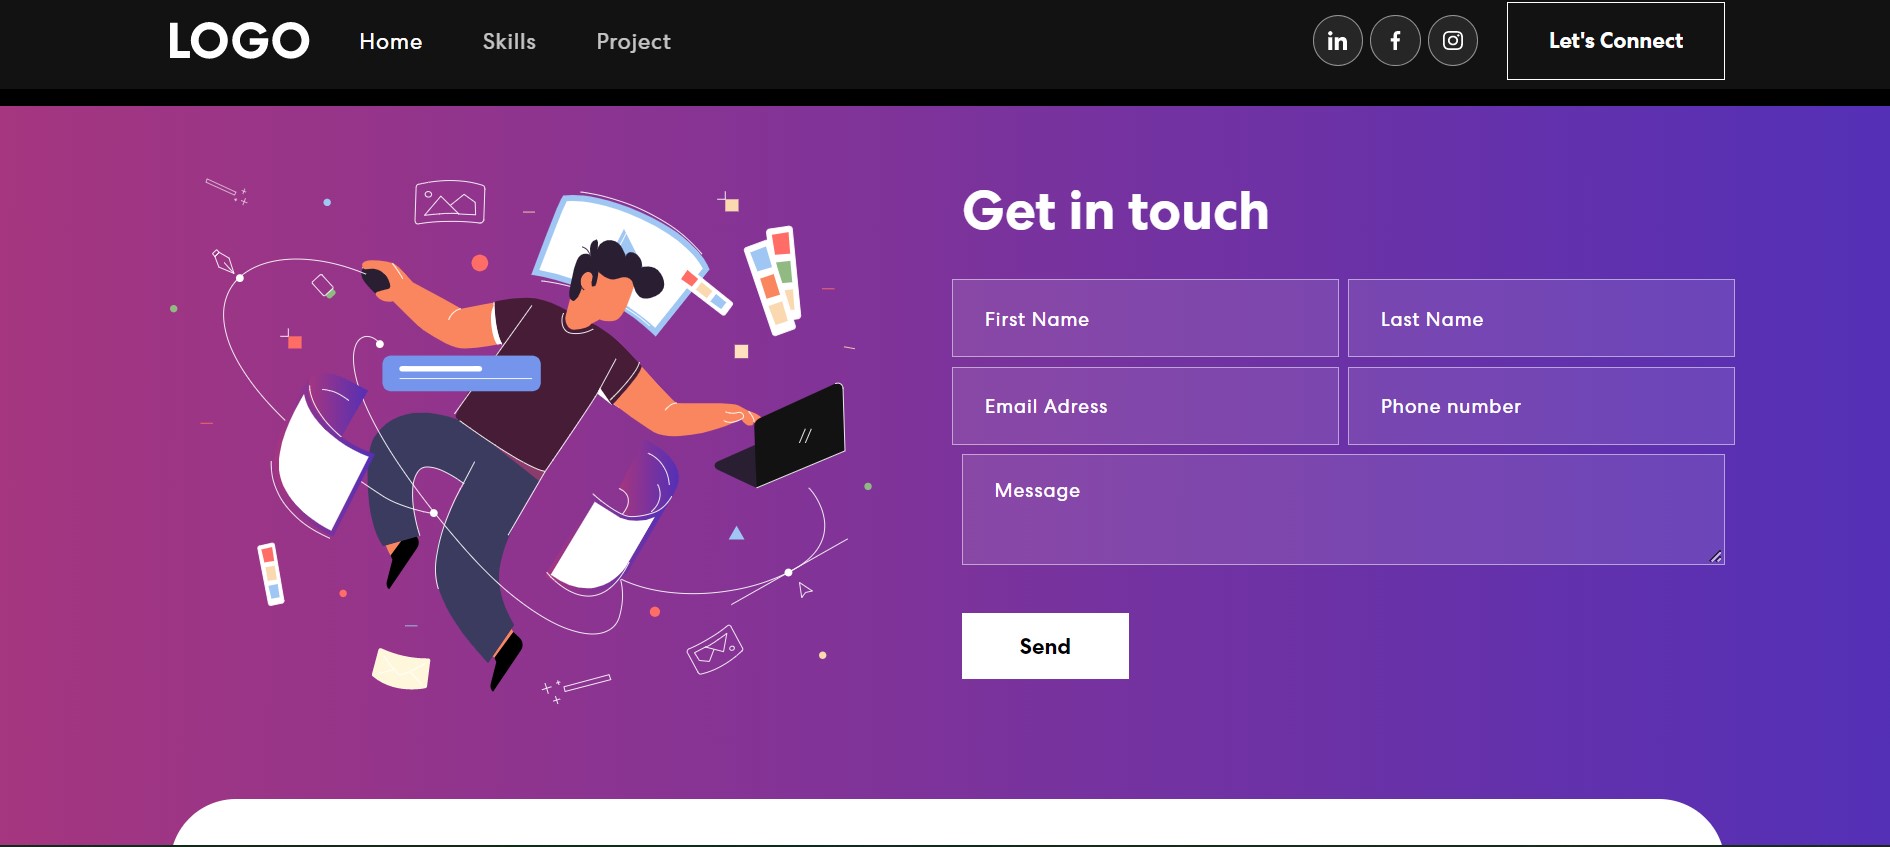 LOGO Home Skills Project Let's Connect
Get in touch
First Name Last Name
Email Adress Phone number
Message
Send